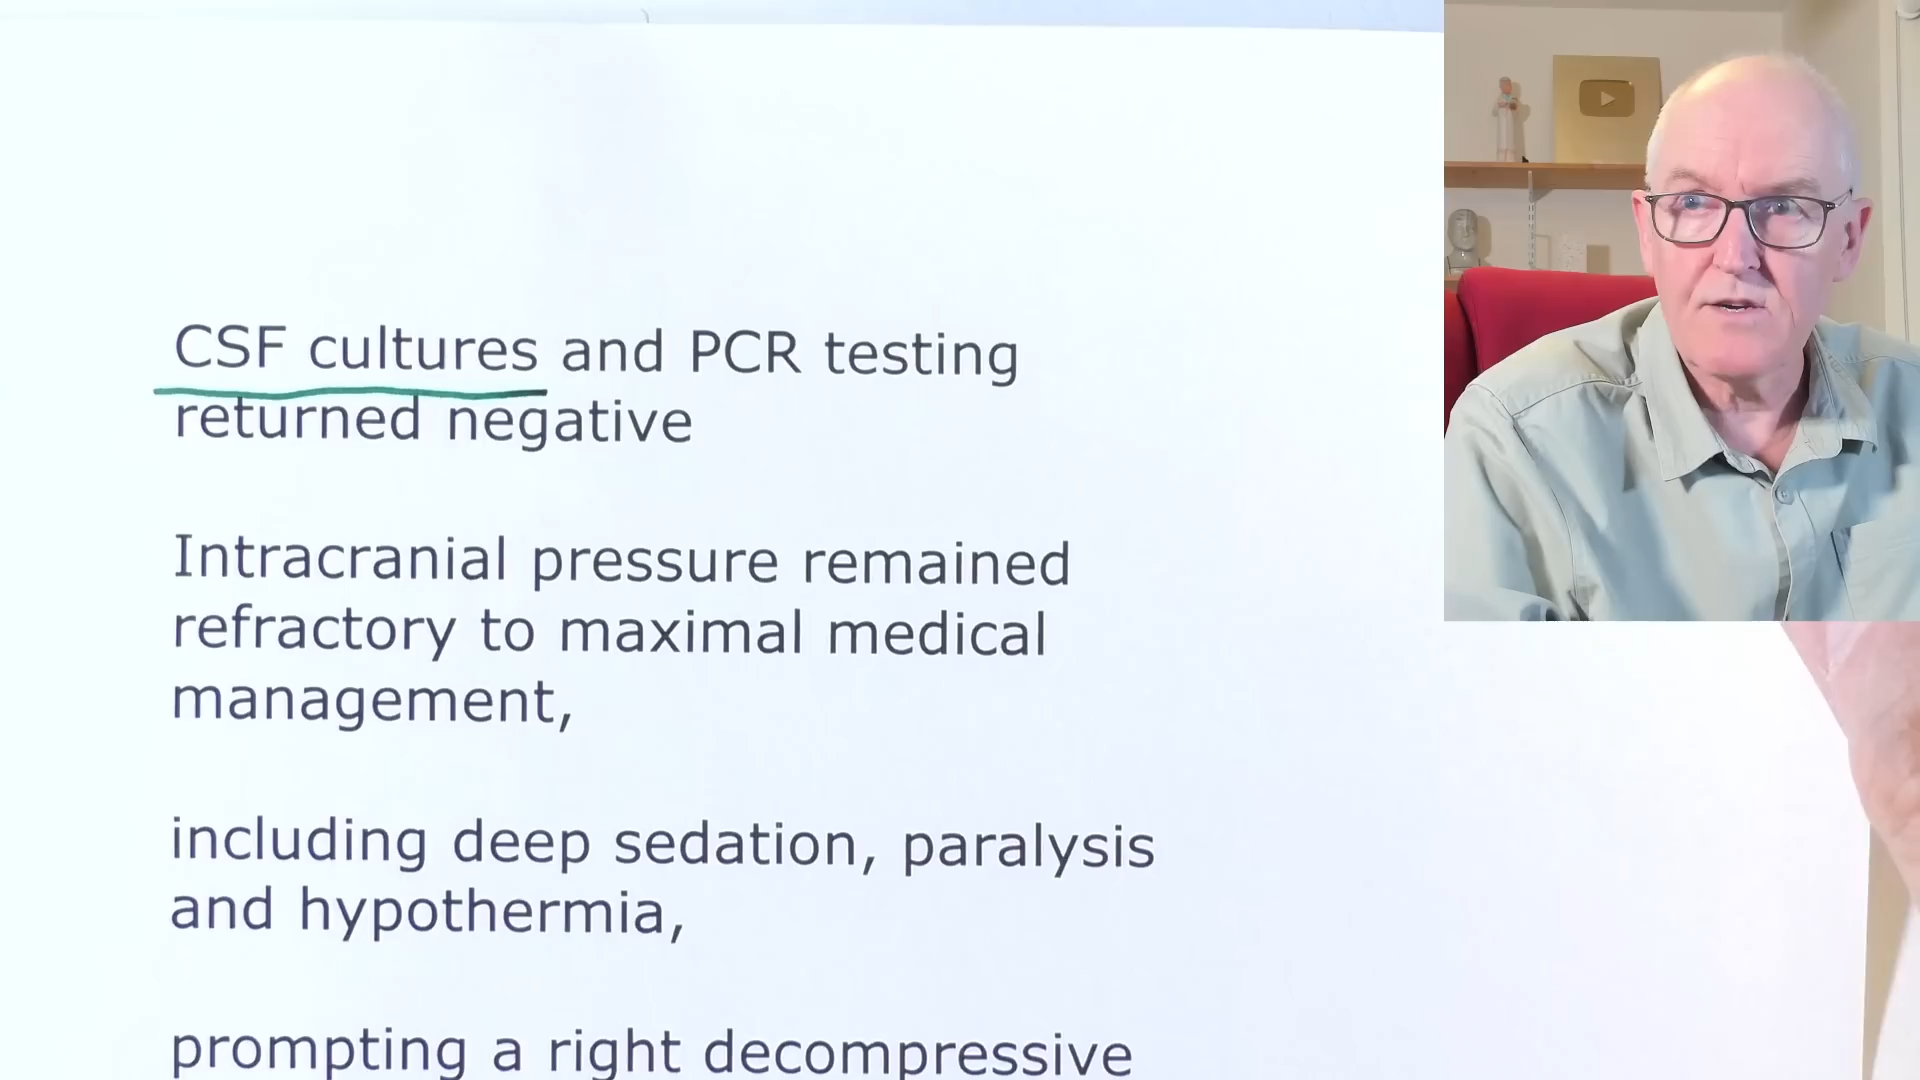 CSF cultures and PCR testing
returned negative
Intracranial pressure remained
refractory to maximal medical
management,
including deep sedation, paralysis
and hypothermia,
prompting a right decompressive